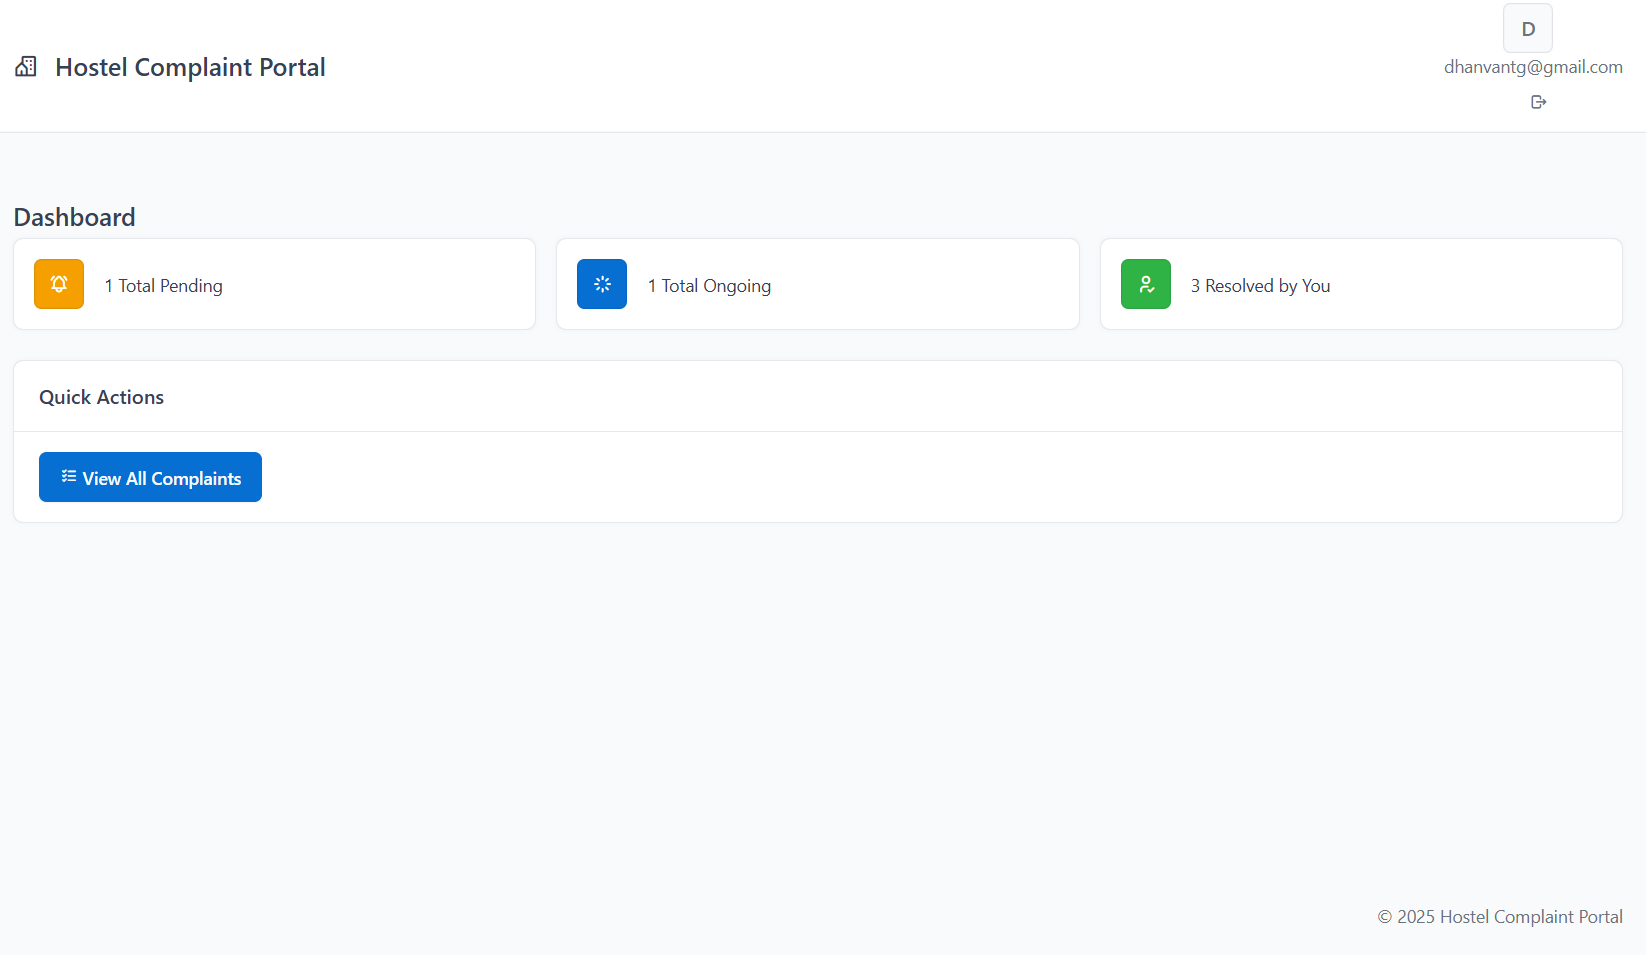 D
Hostel Complaint Portal
dhanvantg@gmail.com
Dashboard
1 Total Pending
1 Total Ongoing
3 Resolved by You
Quick Actions
View All Complaints
© 2025 Hostel Complaint Portal